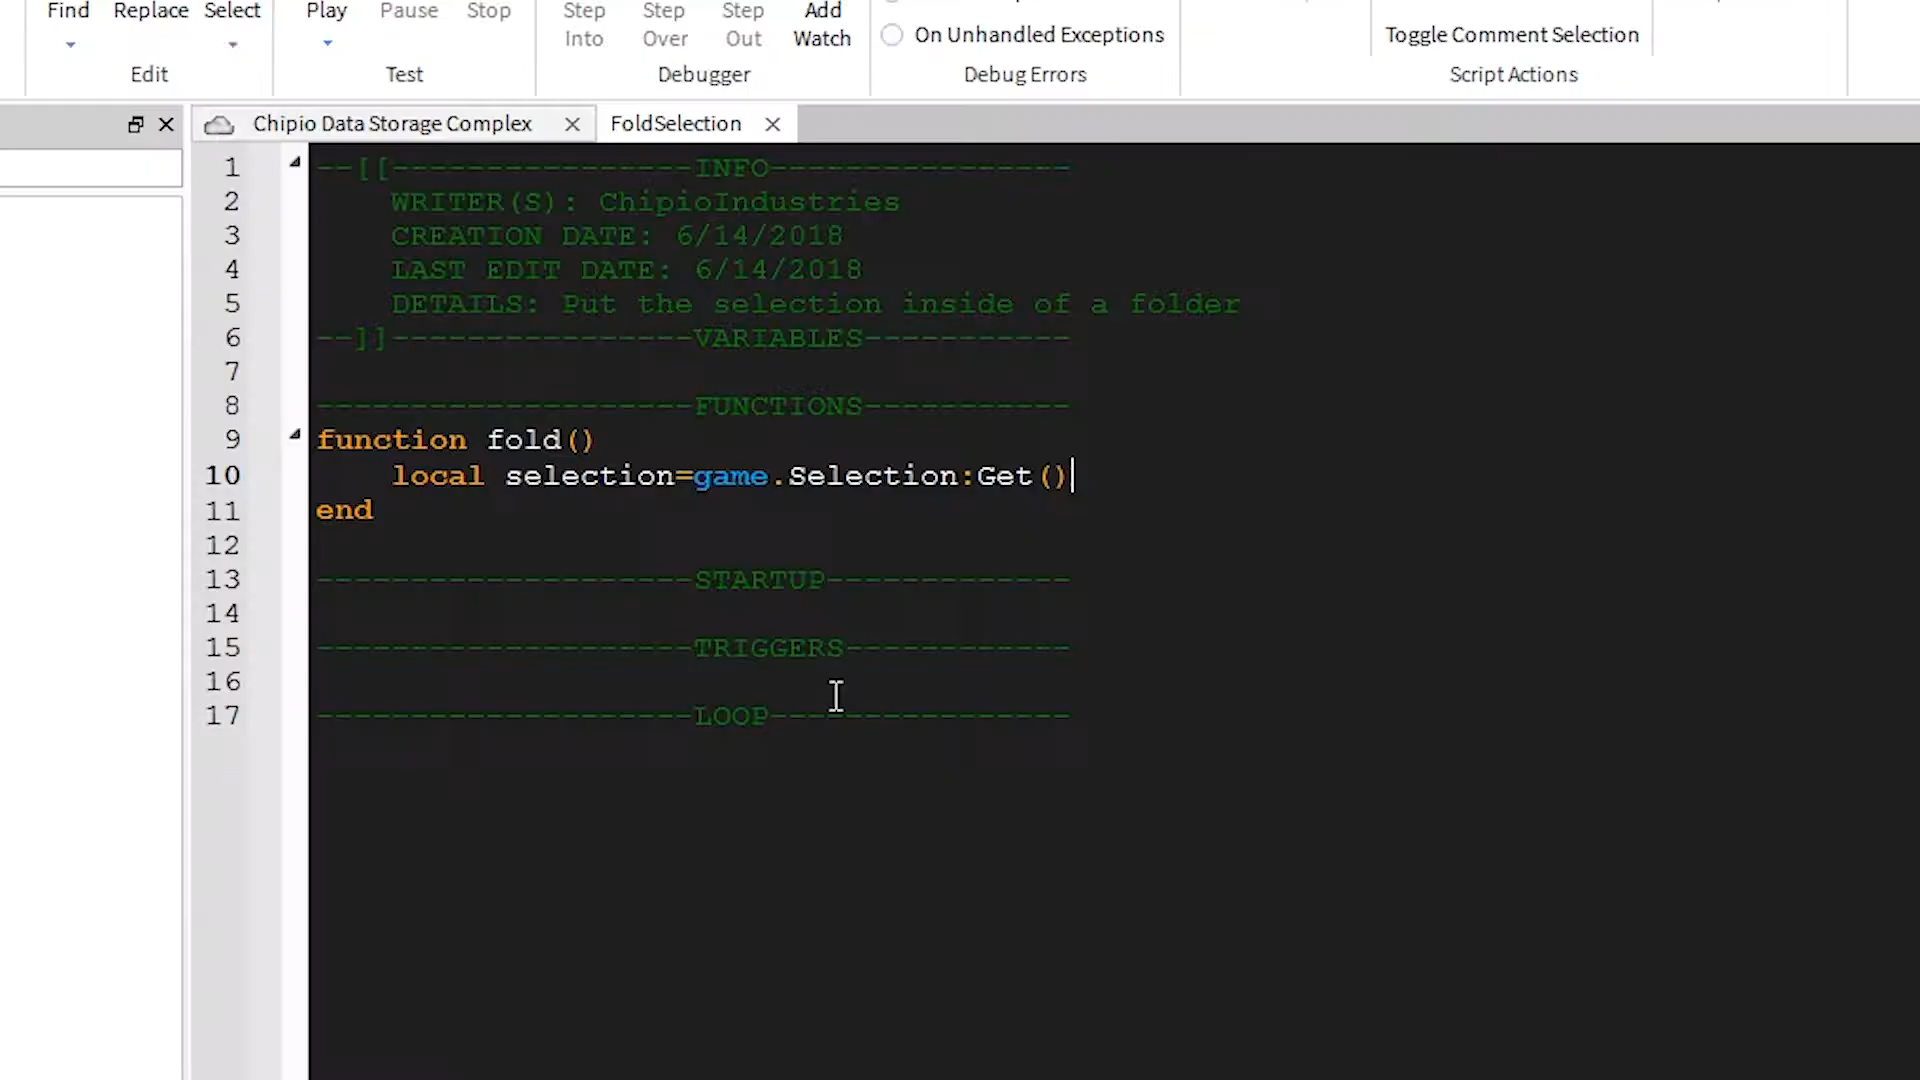 Find Replace Select Play Pause Stop Step Into Step Over Step Out Add Watch On Unhandled Exceptions Toggle Comment Selection
Edit Test Debugger Debug Errors Script Actions
Chipio Data Storage Complex FoldSelection
1 --[[----------------INFO----------------
2 WRITER(S): ChipioIndustries
3 CREATION DATE: 6/14/2018
4 LAST EDIT DATE: 6/14/2018
5 DETAILS: Put the selection inside of a folder
6 --]]----------------VARIABLES-----------
7
8 --------------------FUNCTIONS-----------
9 function fold()
10 local selection=game.Selection:Get()
11 end
12
13 --------------------STARTUP-------------
14
15 --------------------TRIGGERS------------
16
17 --------------------LOOP----------------